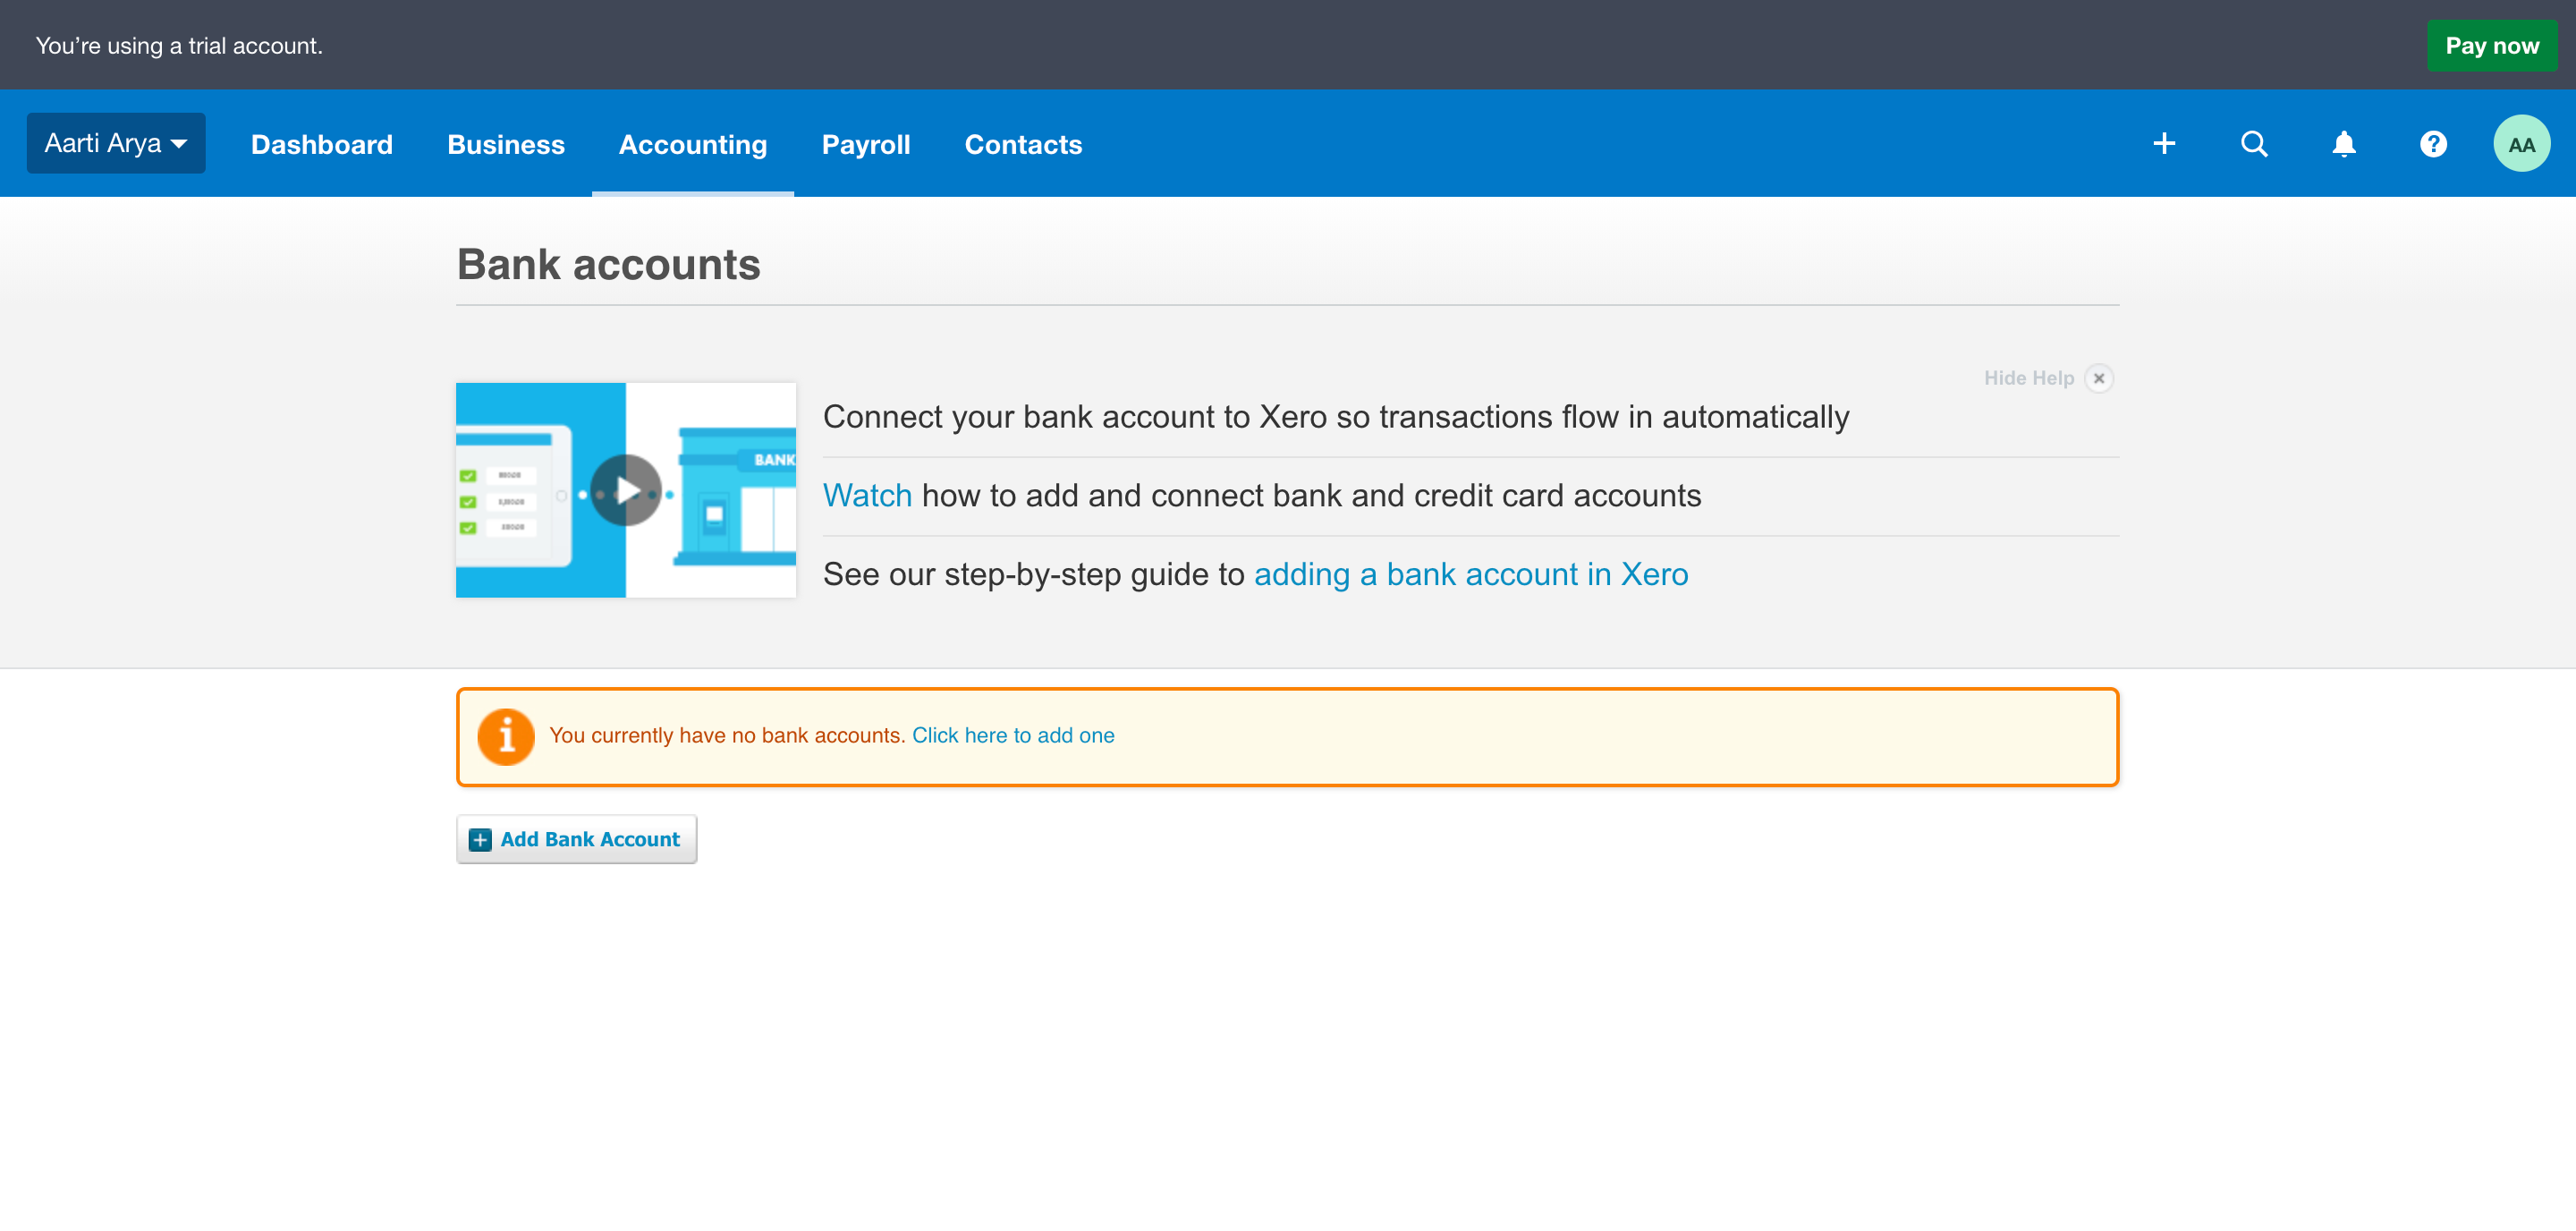 You're using a trial account.
Pay now
Aarti Arya
Dashboard
Business
Accounting
Payroll
Contacts
AA
Bank accounts
Hide Help
BANK
Connect your bank account to Xero so transactions flow in automatically
Watch how to add and connect bank and credit card accounts
See our step-by-step guide to adding a bank account in Xero
You currently have no bank accounts. Click here to add one
Add Bank Account